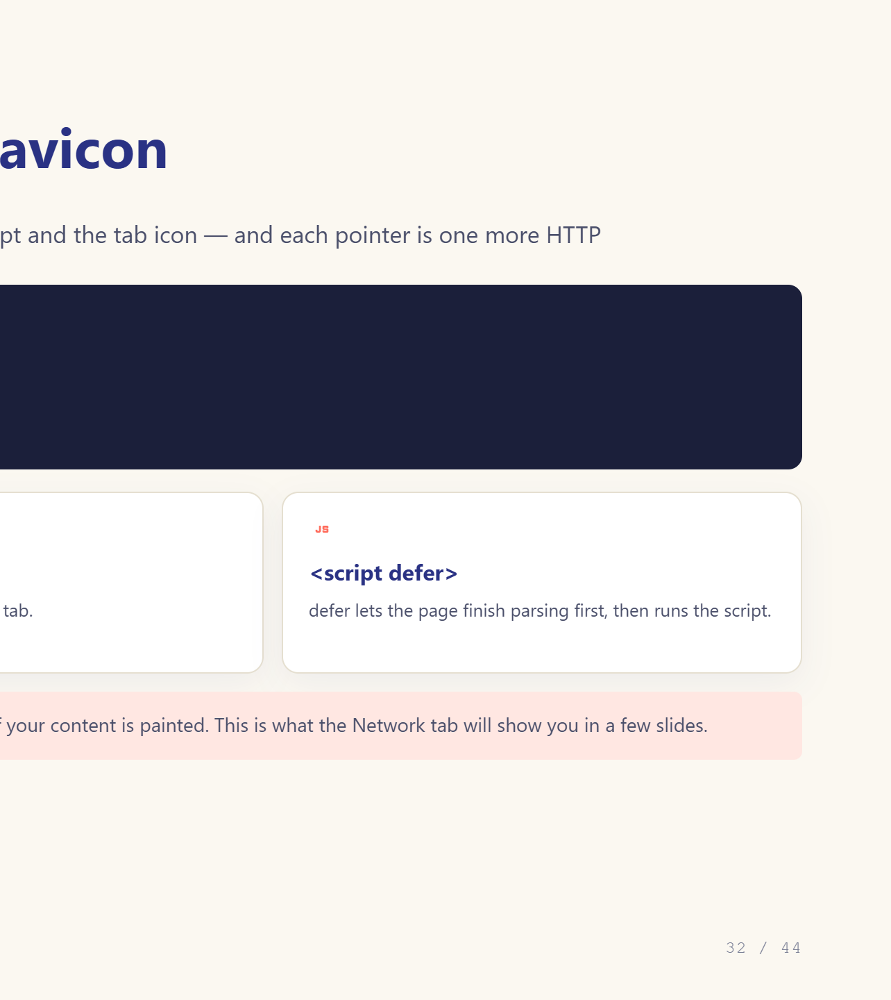 avicon
pt and the tab icon — and each pointer is one more HTTP
JS
<script defer>
tab.
defer lets the page finish parsing first, then runs the script.
your content is painted. This is what the Network tab will show you in a few slides.
32 / 44